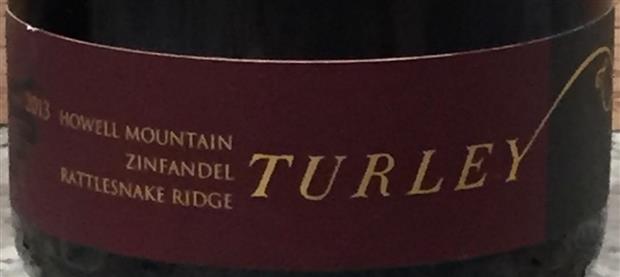 2013 HOWELL MOUNTAIN
ZINFANDEL
RATTLESNAKE RIDGE
TURLEY